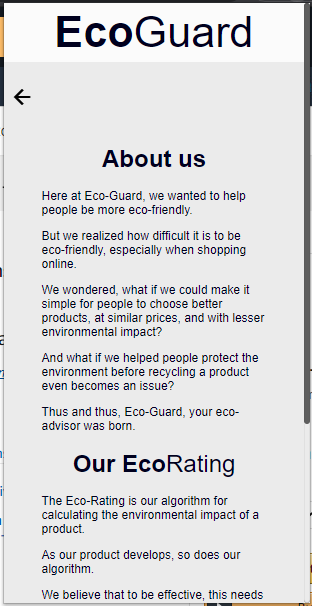 EcoGuard
About us
Here at Eco-Guard, we wanted to help
people be more eco-friendly.
But we realized how difficult it is to be
eco-friendly, especially when shopping
online.
We wondered, what if we could make it
simple for people to choose better
products, at similar prices, and with lesser
environmental impact?
And what if we helped people protect the
environment before recycling a product
even becomes an issue?
Thus and thus, Eco-Guard, your eco-
advisor was born.
Our EcoRating
The Eco-Rating is our algorithm for
calculating the environmental impact of a
product.
As our product develops, so does our
algorithm.
We believe that to be effective, this needs